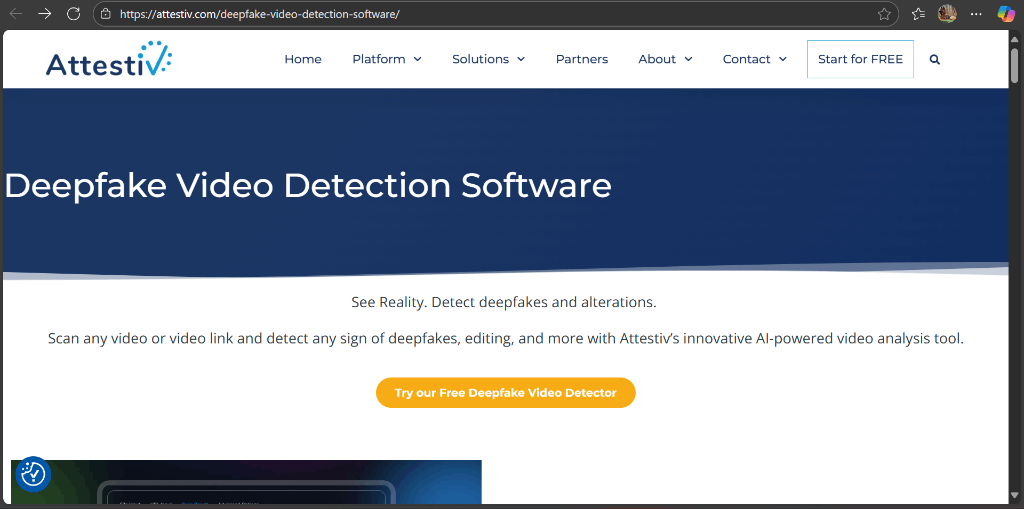 https://attestiv.com/deepfake-video-detection-software/
Attestiv
Home Platform Solutions Partners About Contact Start for FREE
Deepfake Video Detection Software
See Reality. Detect deepfakes and alterations.
Scan any video or video link and detect any sign of deepfakes, editing, and more with Attestiv’s innovative AI-powered video analysis tool.
Try our Free Deepfake Video Detector